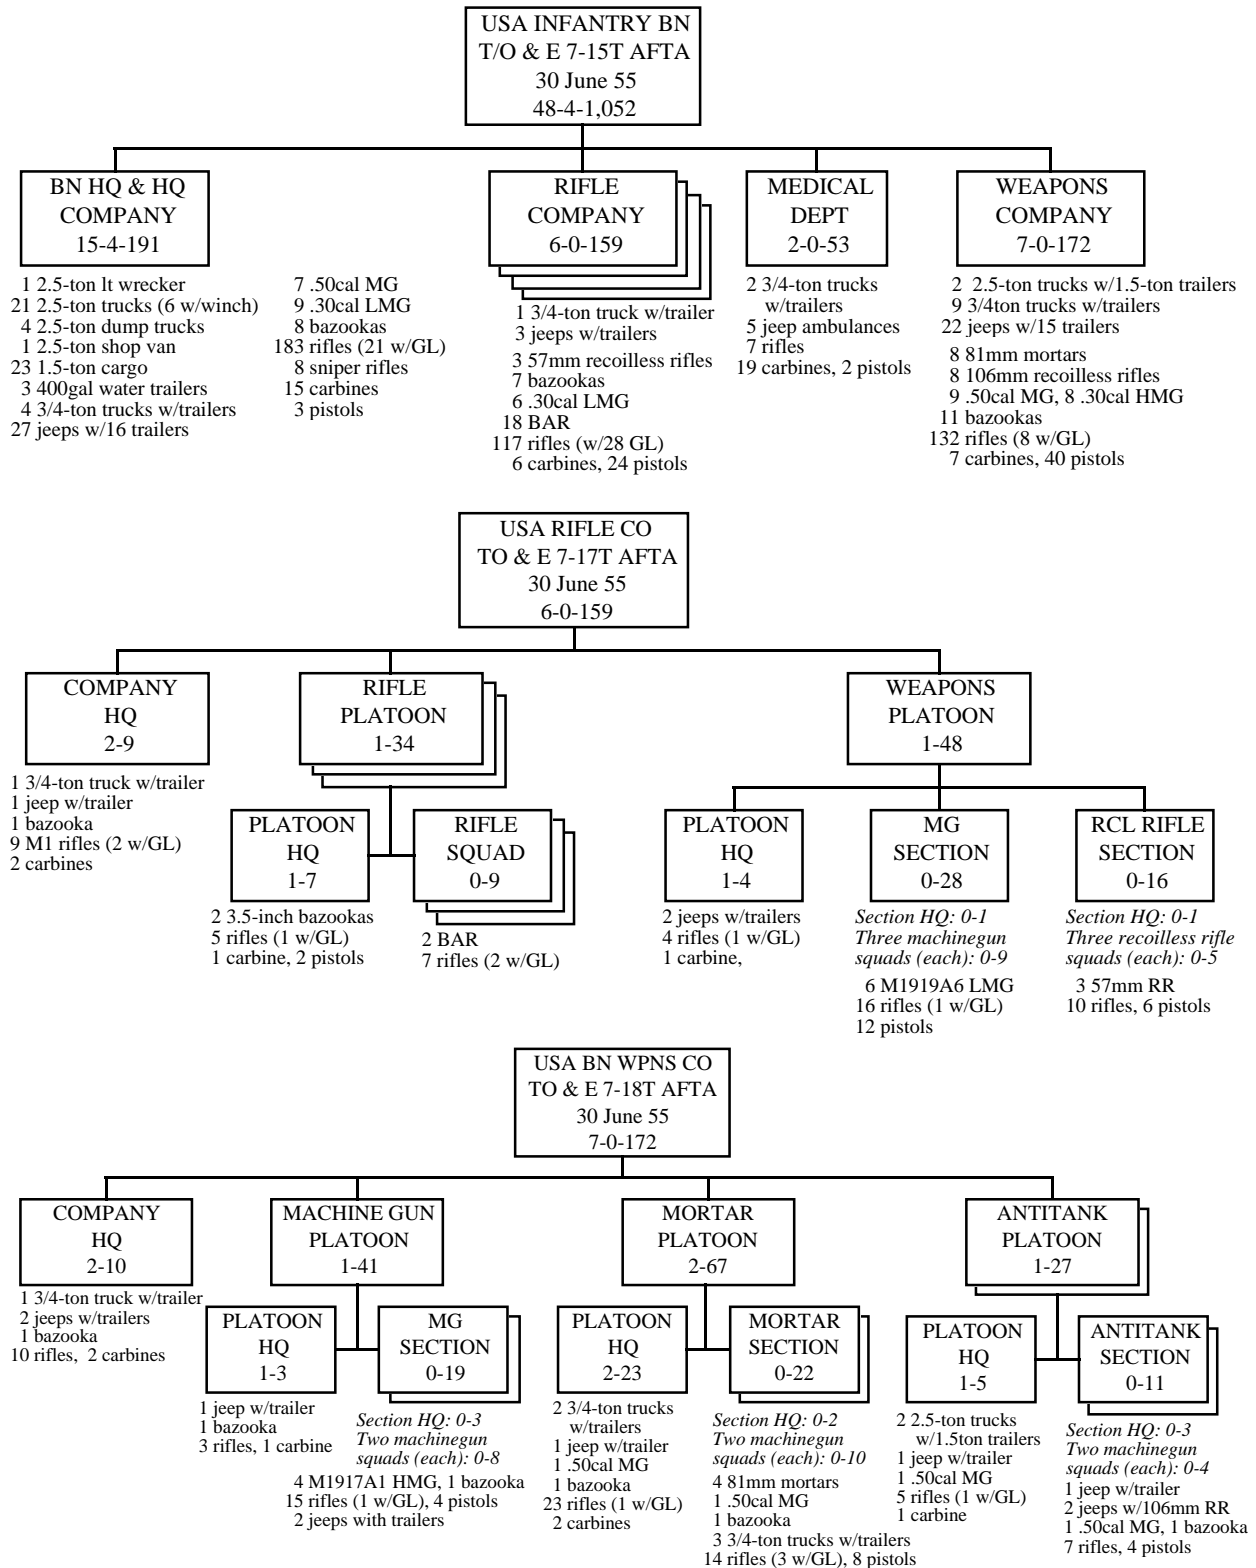 USA INFANTRY BN
T/O & E 7-15T AFTA
30 June 55
48-4-1,052
BN HQ & HQ
COMPANY
15-4-191
1 2.5-ton lt wrecker
21 2.5-ton trucks (6 w/winch)
4 2.5-ton dump trucks
1 2.5-ton shop van
23 1.5-ton cargo
3 400gal water trailers
4 3/4-ton trucks w/trailers
27 jeeps w/16 trailers
7 .50cal MG
9 .30cal LMG
8 bazookas
183 rifles (21 w/GL)
8 sniper rifles
15 carbines
3 pistols
RIFLE
COMPANY
6-0-159
1 3/4-ton truck w/trailer
3 jeeps w/trailers
3 57mm recoilless rifles
7 bazookas
6 .30cal LMG
18 BAR
117 rifles (w/28 GL)
6 carbines, 24 pistols
MEDICAL
DEPT
2-0-53
2 3/4-ton trucks
w/trailers
5 jeep ambulances
7 rifles
19 carbines, 2 pistols
WEAPONS
COMPANY
7-0-172
2 2.5-ton trucks w/1.5-ton trailers
9 3/4ton trucks w/trailers
22 jeeps w/15 trailers
8 81mm mortars
8 106mm recoilless rifles
9 .50cal MG, 8 .30cal HMG
11 bazookas
132 rifles (8 w/GL)
7 carbines, 40 pistols
USA RIFLE CO
TO & E 7-17T AFTA
30 June 55
6-0-159
COMPANY
HQ
2-9
1 3/4-ton truck w/trailer
1 jeep w/trailer
1 bazooka
9 M1 rifles (2 w/GL)
2 carbines
RIFLE
PLATOON
1-34
PLATOON
HQ
1-7
2 3.5-inch bazookas
5 rifles (1 w/GL)
1 carbine, 2 pistols
RIFLE
SQUAD
0-9
2 BAR
7 rifles (2 w/GL)
WEAPONS
PLATOON
1-48
PLATOON
HQ
1-4
2 jeeps w/trailers
4 rifles (1 w/GL)
1 carbine,
MG
SECTION
0-28
Section HQ: 0-1
Three machinegun
squads (each): 0-9
6 M1919A6 LMG
16 rifles (1 w/GL)
12 pistols
RCL RIFLE
SECTION
0-16
Section HQ: 0-1
Three recoilless rifle
squads (each): 0-5
3 57mm RR
10 rifles, 6 pistols
USA BN WPNS CO
TO & E 7-18T AFTA
30 June 55
7-0-172
COMPANY
HQ
2-10
1 3/4-ton truck w/trailer
2 jeeps w/trailers
1 bazooka
10 rifles, 2 carbines
MACHINE GUN
PLATOON
1-41
PLATOON
HQ
1-3
1 jeep w/trailer
1 bazooka
3 rifles, 1 carbine
MG
SECTION
0-19
Section HQ: 0-3
Two machinegun
squads (each): 0-8
4 M1917A1 HMG, 1 bazooka
15 rifles (1 w/GL), 4 pistols
2 jeeps with trailers
MORTAR
PLATOON
2-67
PLATOON
HQ
2-23
2 3/4-ton trucks
w/trailers
1 jeep w/trailer
1 .50cal MG
1 bazooka
23 rifles (1 w/GL)
2 carbines
MORTAR
SECTION
0-22
Section HQ: 0-2
Two machinegun
squads (each): 0-10
4 81mm mortars
1 .50cal MG
1 bazooka
3 3/4-ton trucks w/trailers
14 rifles (3 w/GL), 8 pistols
ANTITANK
PLATOON
1-27
PLATOON
HQ
1-5
2 2.5-ton trucks
w/1.5ton trailers
1 jeep w/trailer
1 .50cal MG
5 rifles (1 w/GL)
1 carbine
ANTITANK
SECTION
0-11
Section HQ: 0-3
Two machinegun
squads (each): 0-4
1 jeep w/trailer
2 jeeps w/106mm RR
1 .50cal MG, 1 bazooka
7 rifles, 4 pistols